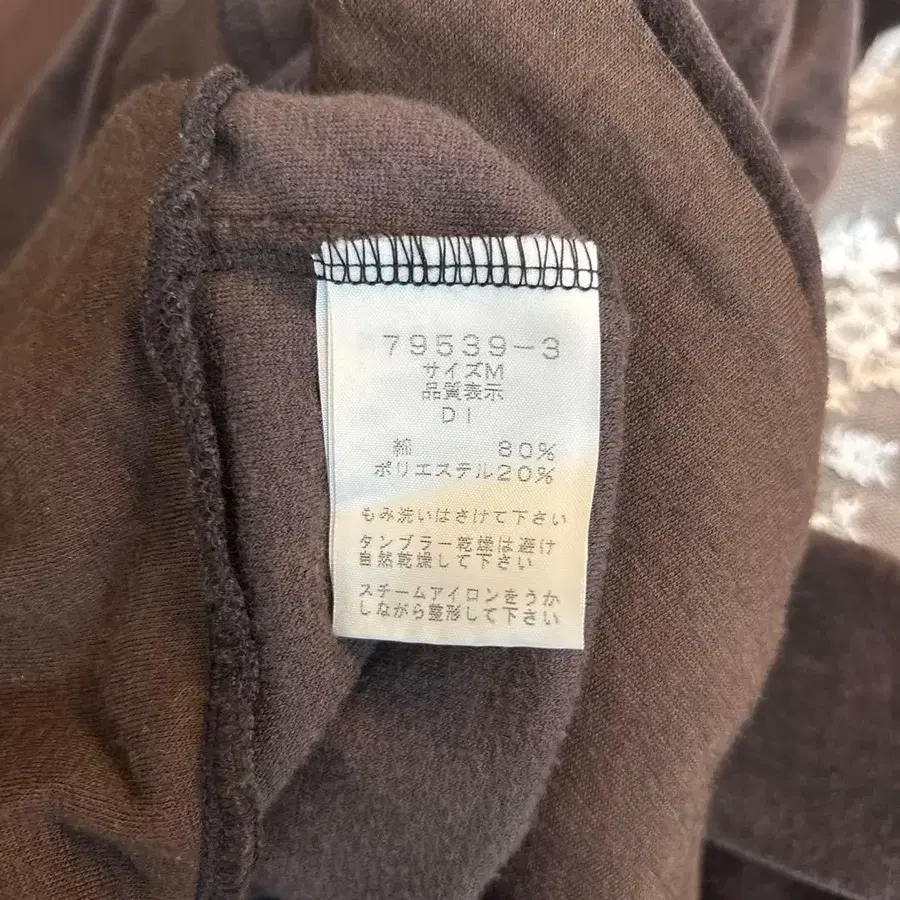 79539-3
サイズM
品質表示
DI
綿 80%
ポリエステル20%
もみ洗いはさけて下さい
タンブラー乾燥は避け
自然乾燥して下さい
スチームアイロンをうか
しながら整形して下さい